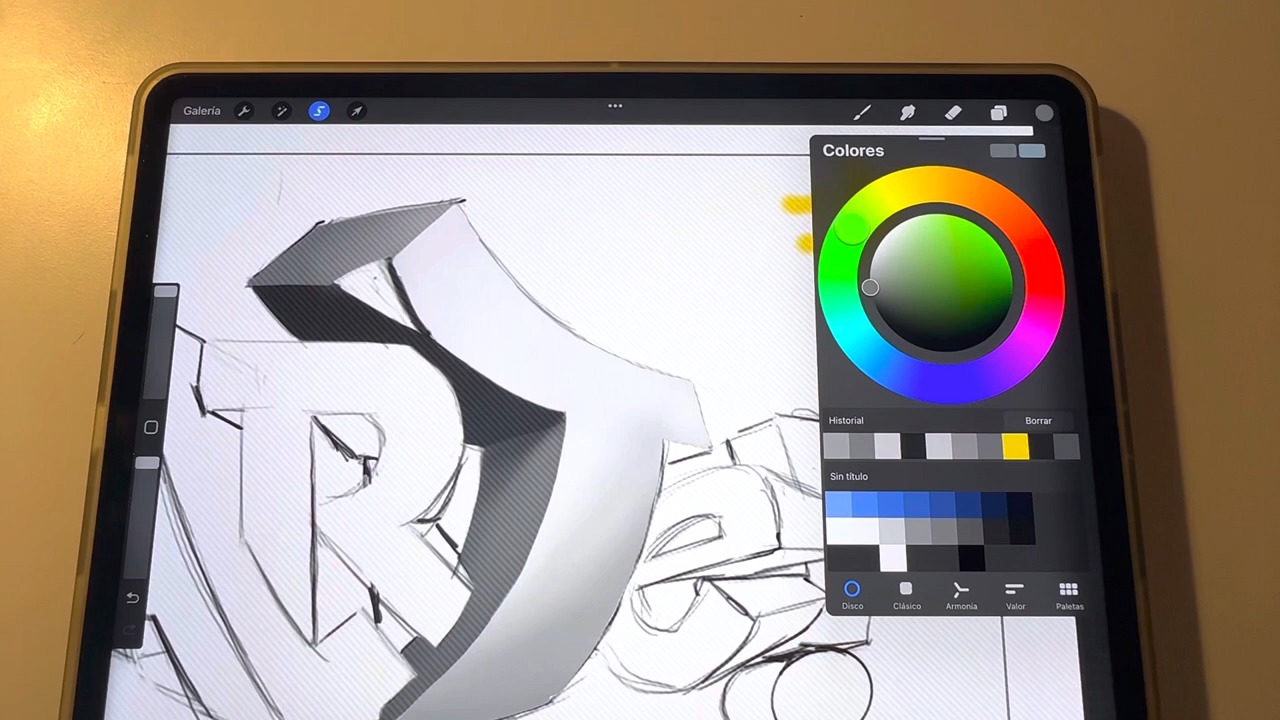 Galería
Colores
Historial
Borrar
Sin título
Disco
Clásico
Armonía
Valor
Paletas
R
e